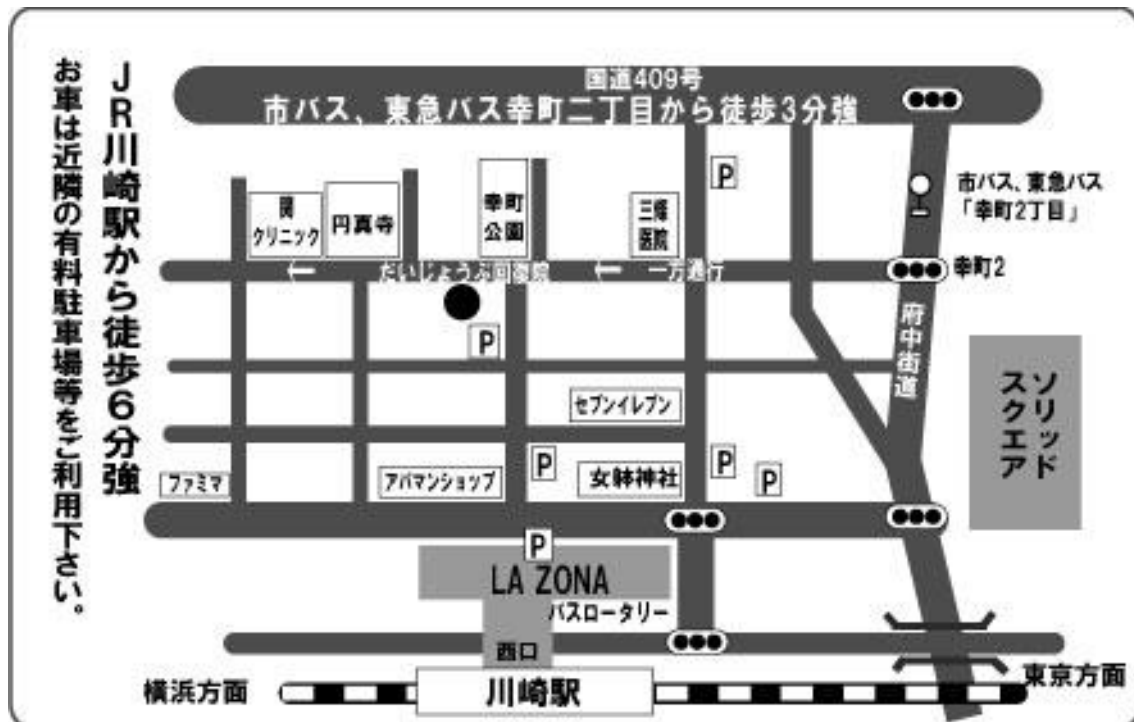 JR川崎駅から徒歩6分強
お車は近隣の有料駐車場等をご利用下さい。
国道409号
市バス、東急バス幸町二丁目から徒歩3分強
P
市バス、東急バス
「幸町2丁目」
関
クリニック
円真寺
幸町
公園
医院
だいじょうぶ回復院
一方通行
幸町2
府中街道
P
ソリッド
スクエア
セブンイレブン
ファミマ
アパマンショップ
P
女躰神社
P
P
P
LA ZONA
バスロータリー
西口
横浜方面
川崎駅
東京方面